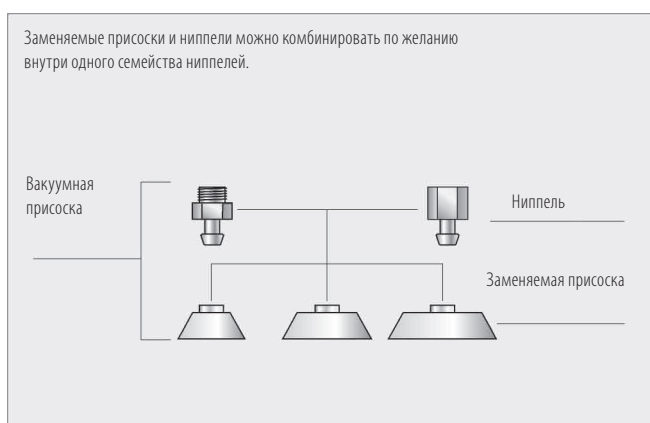 Заменяемые присоски и ниппели можно комбинировать по желанию
внутри одного семейства ниппелей.
Вакуумная
присоска
Ниппель
Заменяемая присоска